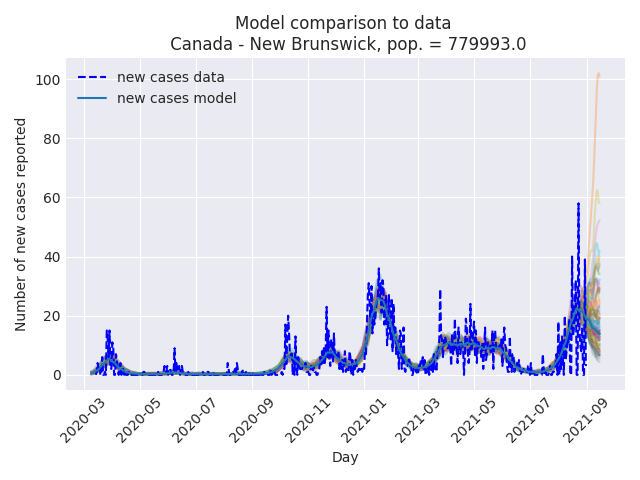 Model comparison to data
Canada - New Brunswick, pop. = 779993.0
new cases data
new cases model
Number of new cases reported
100
80
60
40
20
0
2020-03
2020-05
2020-07
2020-09
2020-11
2021-01
2021-03
2021-05
2021-07
2021-09
Day